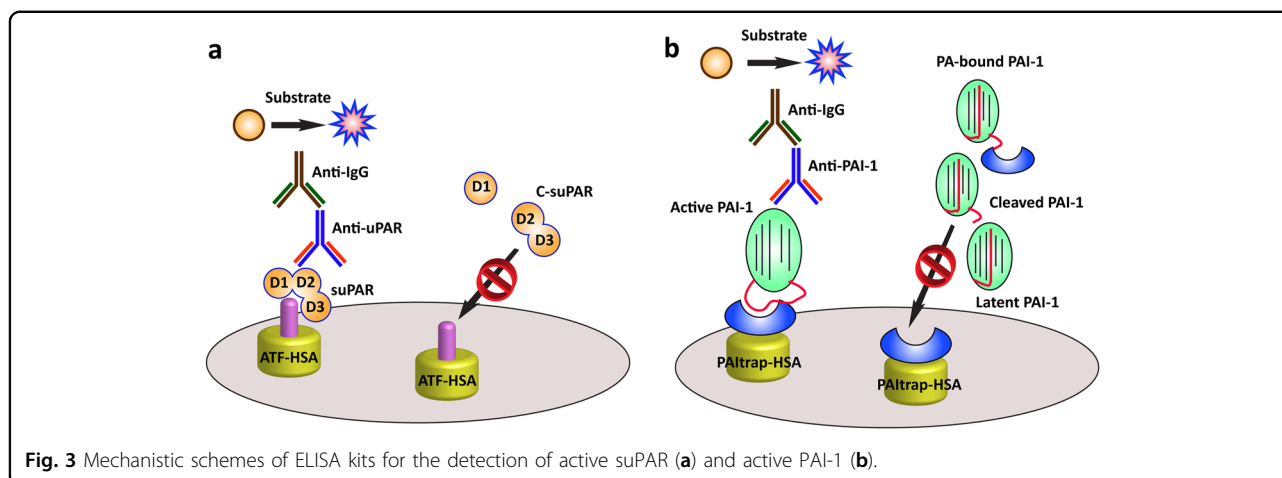 a
Substrate
Anti-IgG
Anti-uPAR
D1 D2
D3
suPAR
ATF-HSA
D1
C-suPAR
D2
D3
ATF-HSA
b
Substrate
Anti-IgG
Anti-PAI-1
Active PAI-1
PAItrap-HSA
PA-bound PAI-1
Cleaved PAI-1
Latent PAI-1
PAItrap-HSA
Fig. 3 Mechanistic schemes of ELISA kits for the detection of active suPAR (a) and active PAI-1 (b).